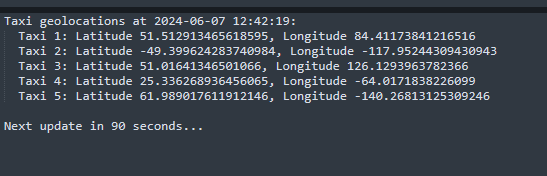 Taxi geolocations at 2024-06-07 12:42:19:
Taxi 1: Latitude 51.512913465618595, Longitude 84.41173841216516
Taxi 2: Latitude -49.399624283740984, Longitude -117.95244309430943
Taxi 3: Latitude 51.01641346501066, Longitude 126.1293963782366
Taxi 4: Latitude 25.336268936456065, Longitude -64.0171838226099
Taxi 5: Latitude 61.989017611912146, Longitude -140.26813125309246
Next update in 90 seconds...